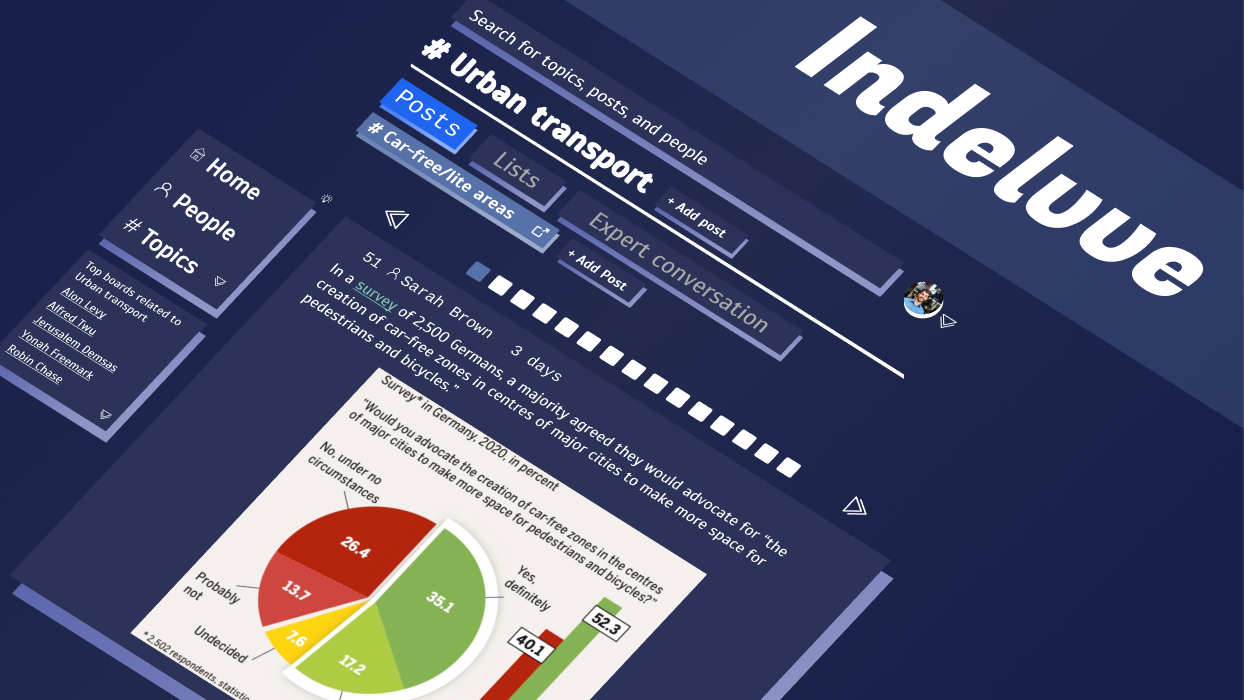 Indeluve
Search for topics, posts, and people
# Urban transport
+ Add post
Posts
Lists
Expert conversation
# Car-free/lite areas
+ Add Post
Home
People
# Topics
Top boards related to
Urban transport
Alon Levy
Alfred Twu
Jerusalem Demsas
Yonah Freemark
Robin Chase
51 Sarah Brown 3 days
In a survey of 2,500 Germans, a majority agreed they would advocate for “the
creation of car-free zones in centres of major cities to make more space for
pedestrians and bicycles.”
Survey* in Germany, 2020, in percent
“Would you advocate the creation of car-free zones in the centres
of major cities to make more space for pedestrians and bicycles?”
No, under no
circumstances
26.4
Probably
not
13.7
Undecided
7.6
17.2
35.1
Yes,
definitely
40.1
52.3
* 2,502 respondents, statistic